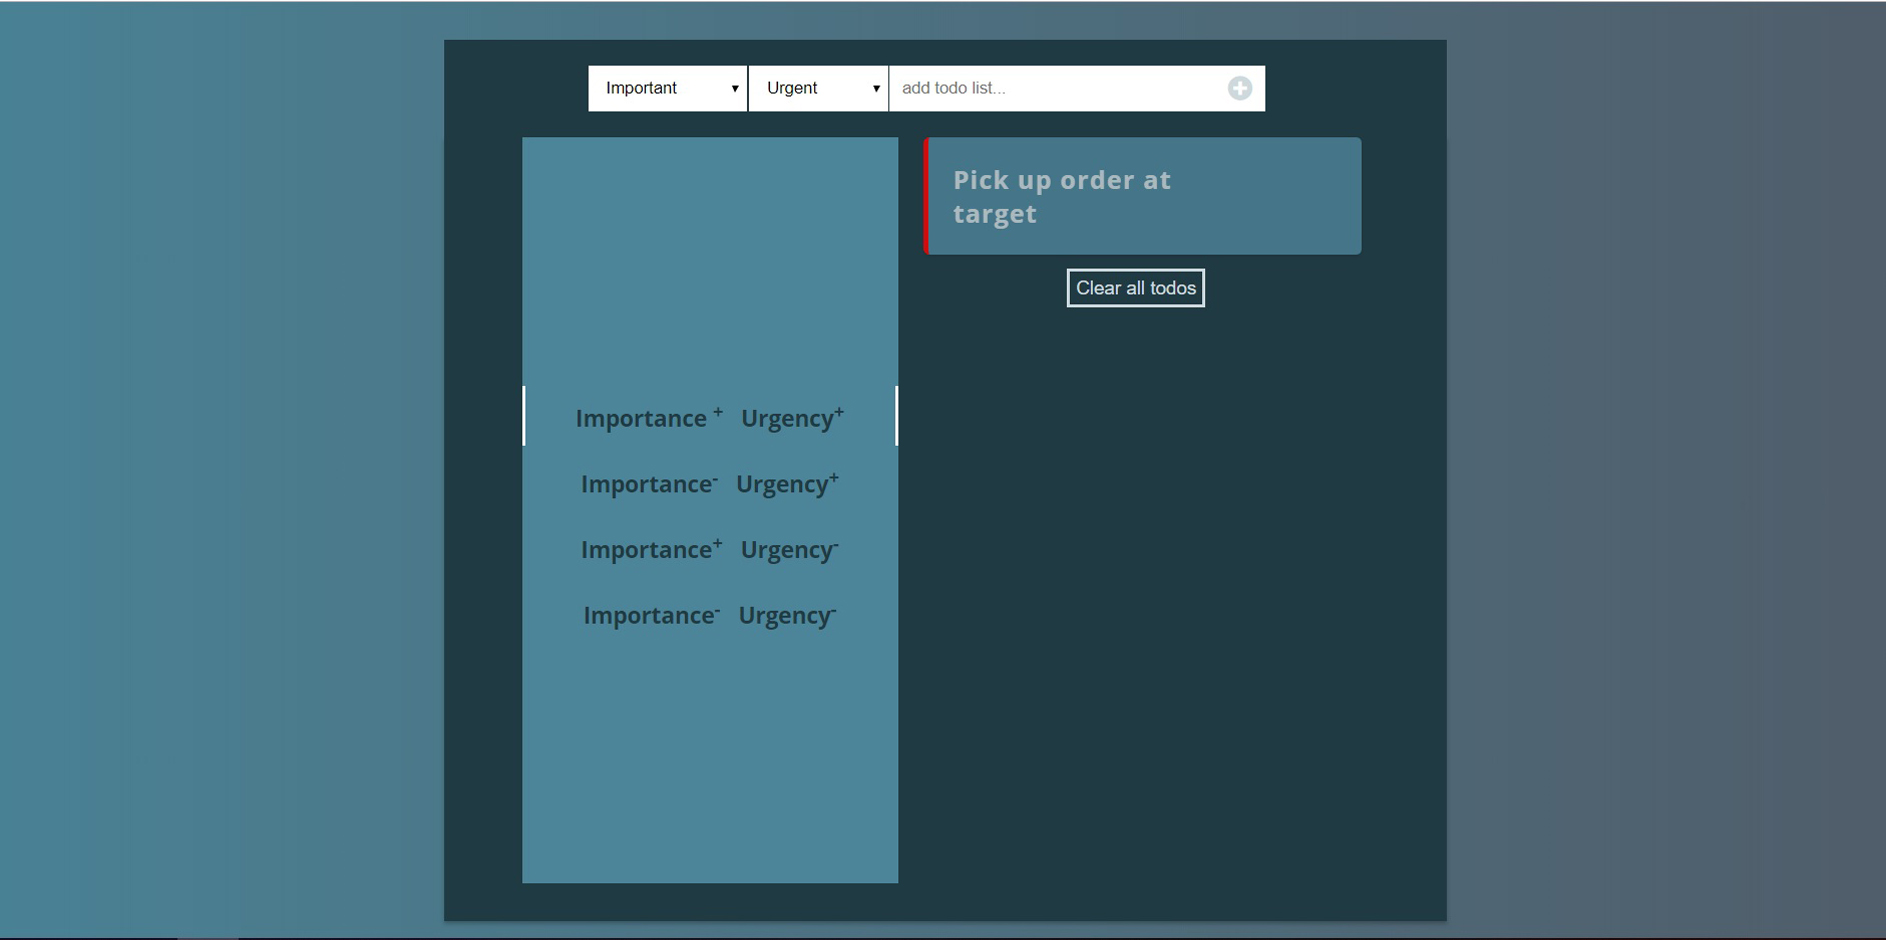 Important Urgent add todo list...
Pick up order at
target
Clear all todos
Importance + Urgency+
Importance- Urgency+
Importance+ Urgency-
Importance- Urgency-